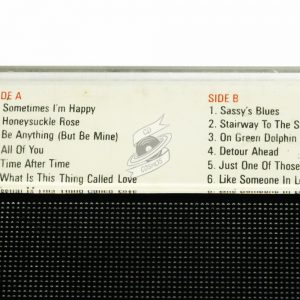 DE A
Sometimes I'm Happy
Honeysuckle Rose
Be Anything (But Be Mine)
All Of You
Time After Time
What Is This Thing Called Love
SIDE B
1. Sassy's Blues
2. Stairway To The S
3. On Green Dolphin
4. Detour Ahead
5. Just One Of Those
6. Like Someone In Lo